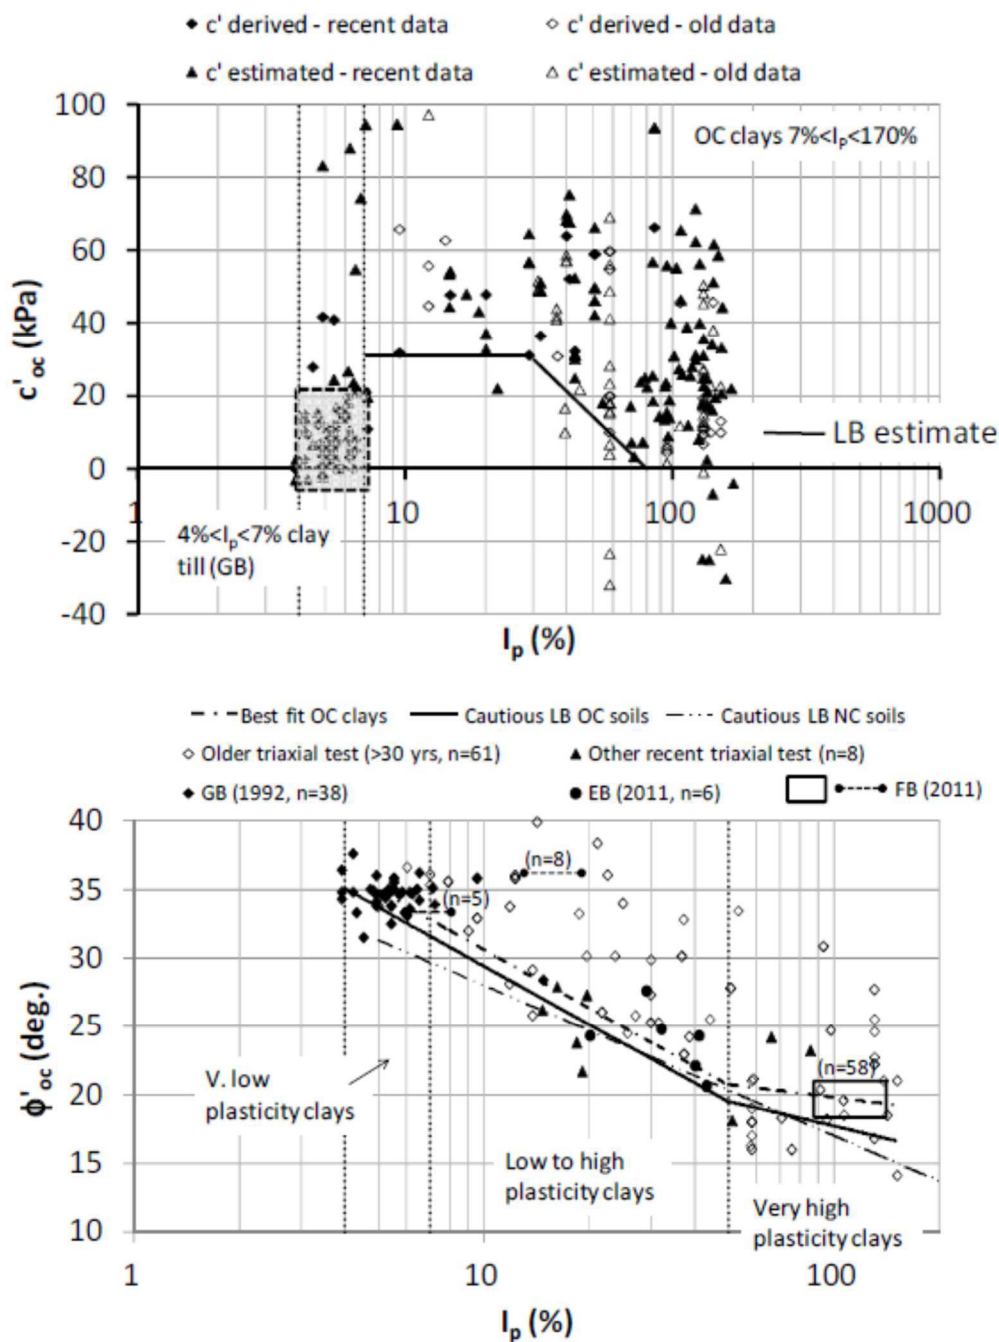 c' derived - recent data
c' derived - old data
c' estimated - recent data
c' estimated - old data
100
80
60
40
20
0
-20
-40
c'oc (kPa)
OC clays 7%<IP<170%
LB estimate
1
10
100
1000
4%<Ip<7% clay
till (GB)
Ip (%)
Best fit OC clays
Cautious LB OC soils
Cautious LB NC soils
Older triaxial test (>30 yrs, n=61)
Other recent triaxial test (n=8)
GB (1992, n=38)
EB (2011, n=6)
FB (2011)
40
35
30
25
20
15
10
ϕ'oc (deg.)
(n=8)
(n=5)
(n=58)
V. low
plasticity clays
Low to high
plasticity clays
Very high
plasticity clays
1
10
100
Ip (%)